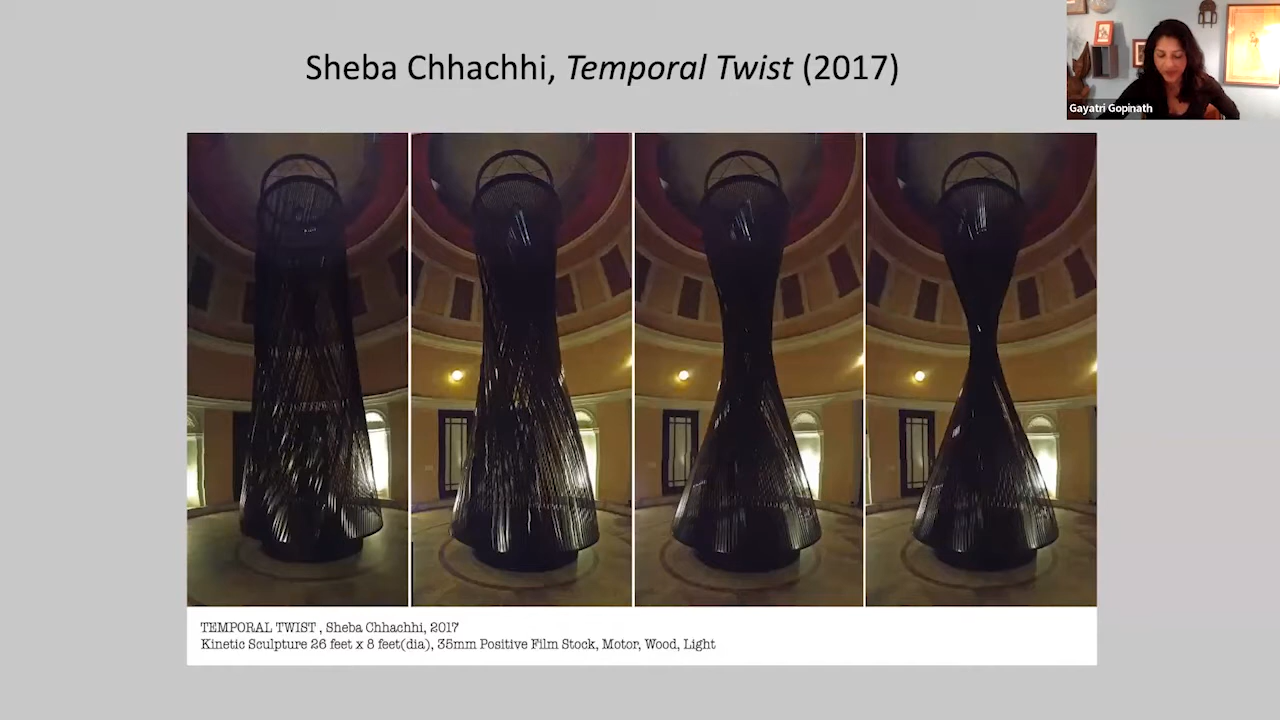 Sheba Chhachhi, Temporal Twist (2017)
Gayatri Gopinath
TEMPORAL TWIST , Sheba Chhachhi, 2017
Kinetic Sculpture 26 feet x 8 feet(dia), 35mm Positive Film Stock, Motor, Wood, Light